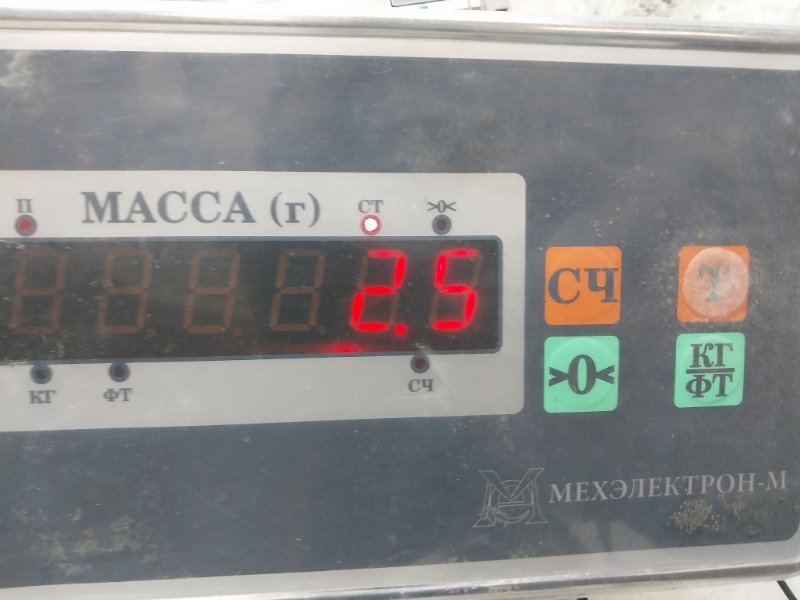 П
МАССА (г)
СТ
>0<
2.5
КГ
ФТ
СЧ
СЧ
Т
>0<
КГ
ФТ
МЕХЭЛЕКТРОН-М